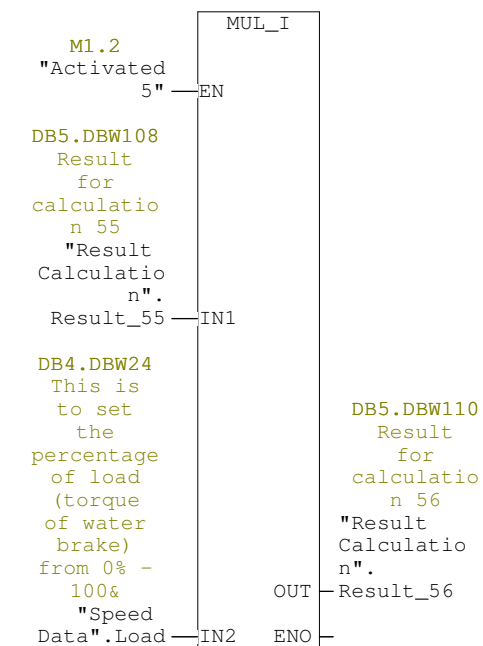 MUL_I
M1.2
"Activated
5"
EN
DB5.DBW108
Result
for
calculatio
n 55
"Result
Calculatio
n".
Result_55
IN1
DB4.DBW24
This is
to set
the
percentage
of load
(torque
of water
brake)
from 0% -
100&
"Speed
Data".Load
IN2
DB5.DBW110
Result
for
calculatio
n 56
"Result
Calculatio
n".
OUT
Result_56
ENO